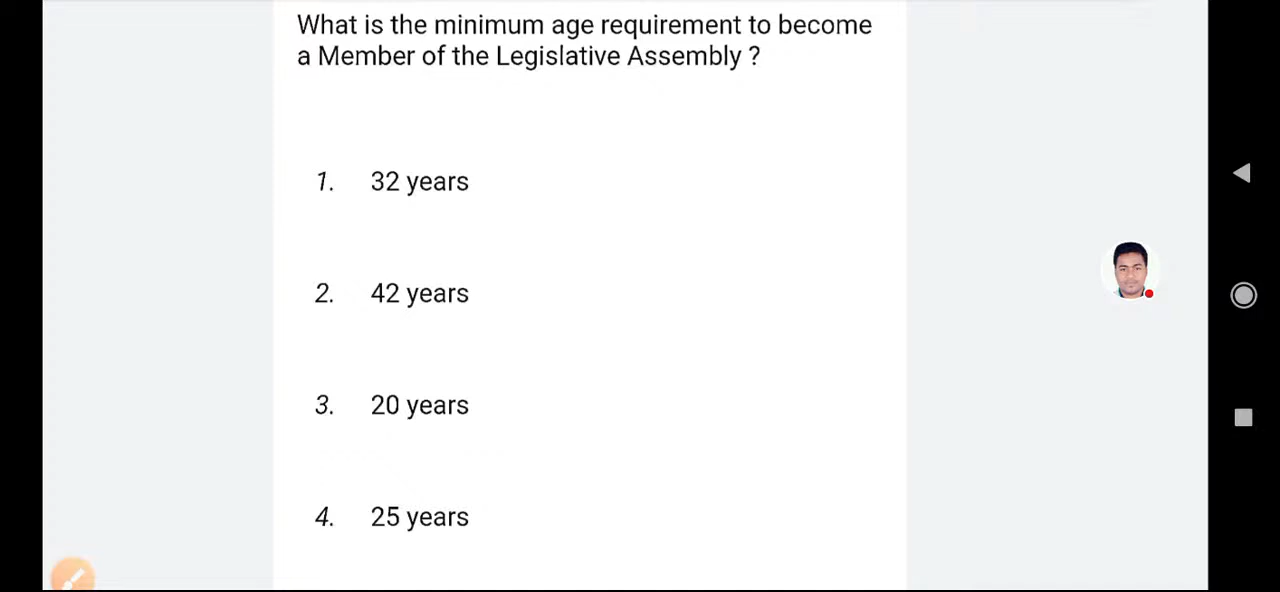 What is the minimum age requirement to become
a Member of the Legislative Assembly ?
1. 32 years
2. 42 years
3. 20 years
4. 25 years